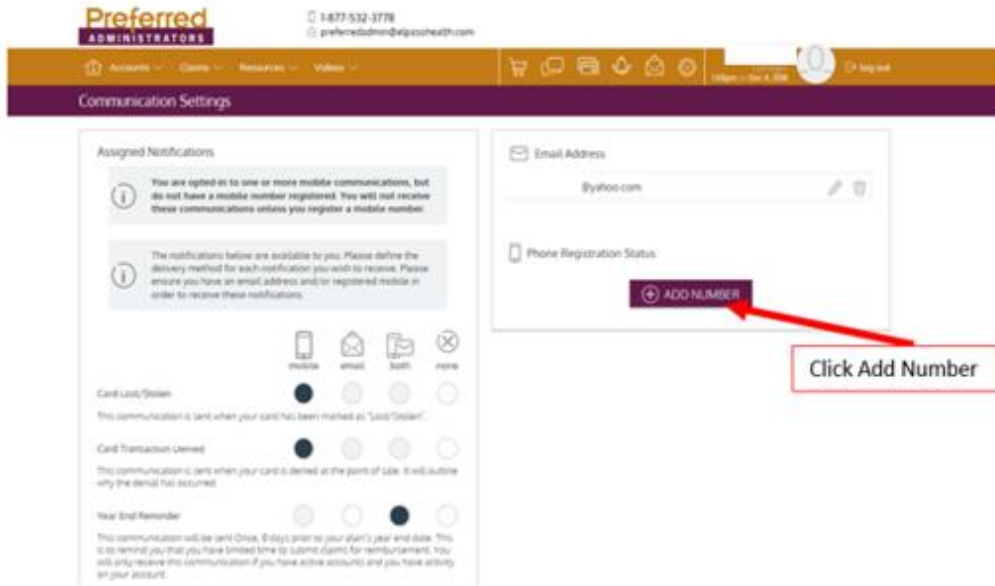 Preferred
ADMINISTRATORS
1-877-532-3778
preferredadmin@elpasohealth.com
Accounts Claims Resources Videos
Log out
Communication Settings
Assigned Notifications
You are opted-in to one or more mobile communications, but
do not have a mobile number registered. You will not receive
these communications unless you register a mobile number.
The notifications below are available to you. Please define the
delivery method for each notification you wish to receive. Please
ensure you have an email address and/or registered mobile in
order to receive these notifications.
mobile email both none
Card Lost/Stolen
This communication is sent when your card has been marked as "Lost/Stolen".
Card Transaction Denied
This communication is sent when your card is denied at the point of sale. It will outline
why the denial has occurred.
Year End Reminder
This communication will be sent Once, 8 days prior to your plan's year end date. This
is to remind you that you have limited time to submit claims for reimbursement. You
will only receive this communication if you have active accounts and you have activity
on your account.
Email Address
@yahoo.com
Phone Registration Status
ADD NUMBER
Click Add Number